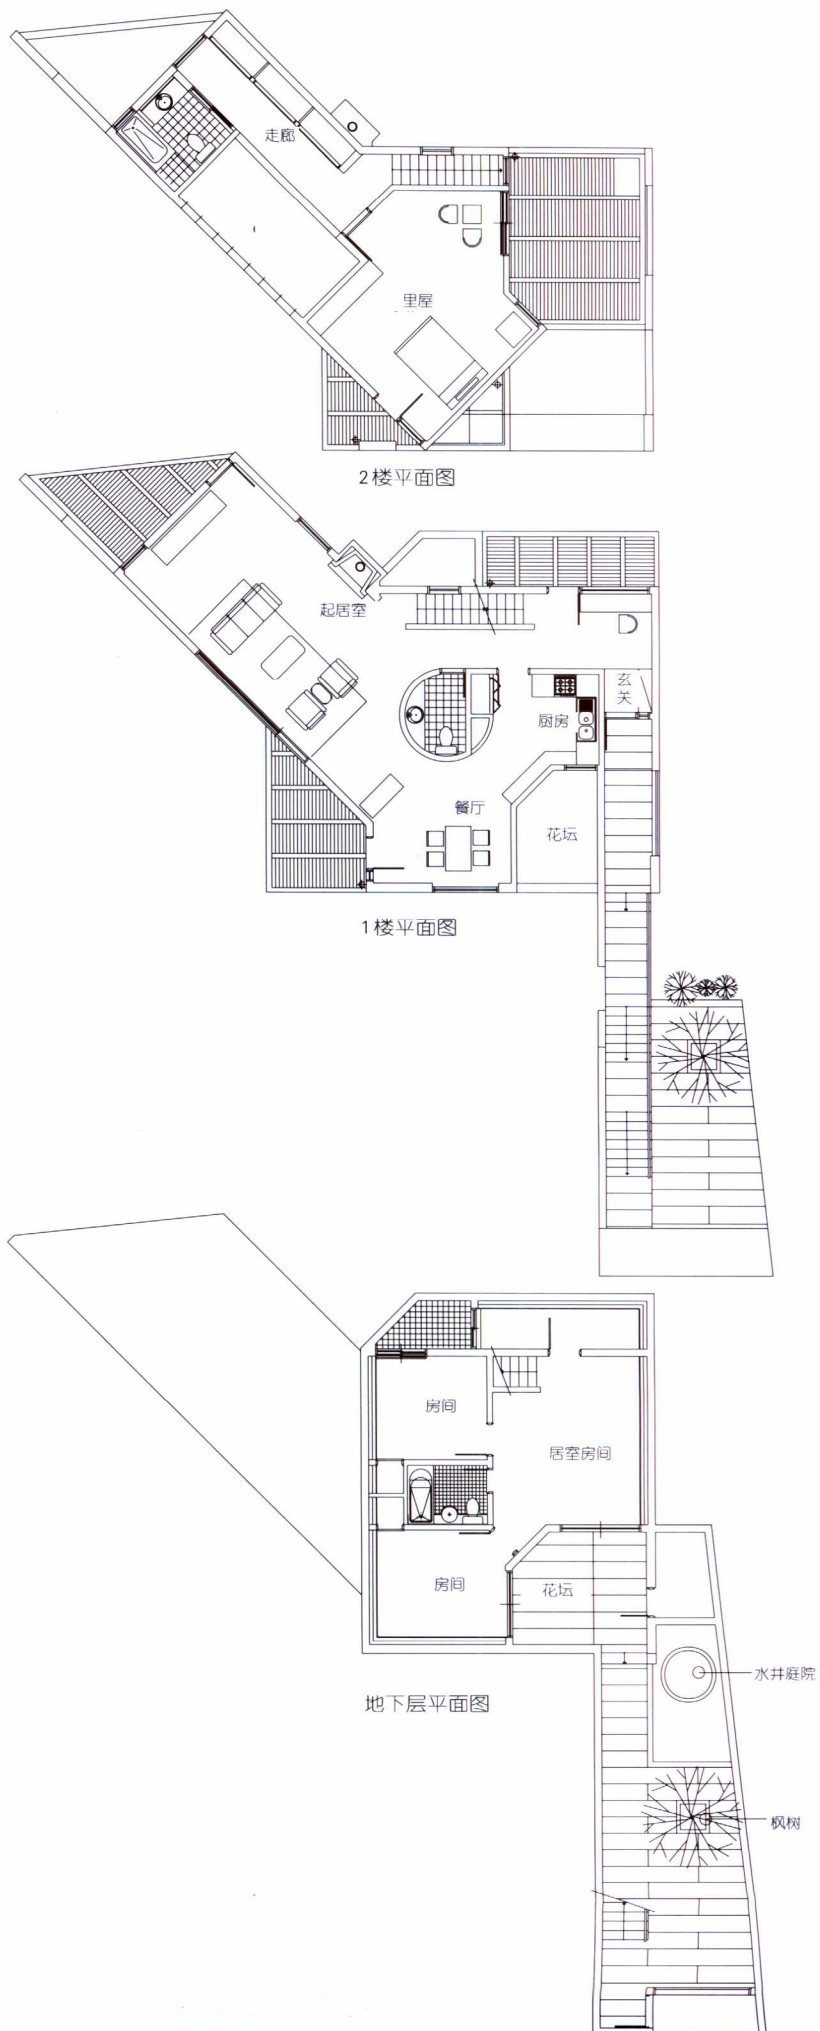 走廊
里屋
2楼平面图
起居室
玄
关
厨房
餐厅
花坛
1楼平面图
房间
居室房间
房间
花坛
水井庭院
地下层平面图
枫树